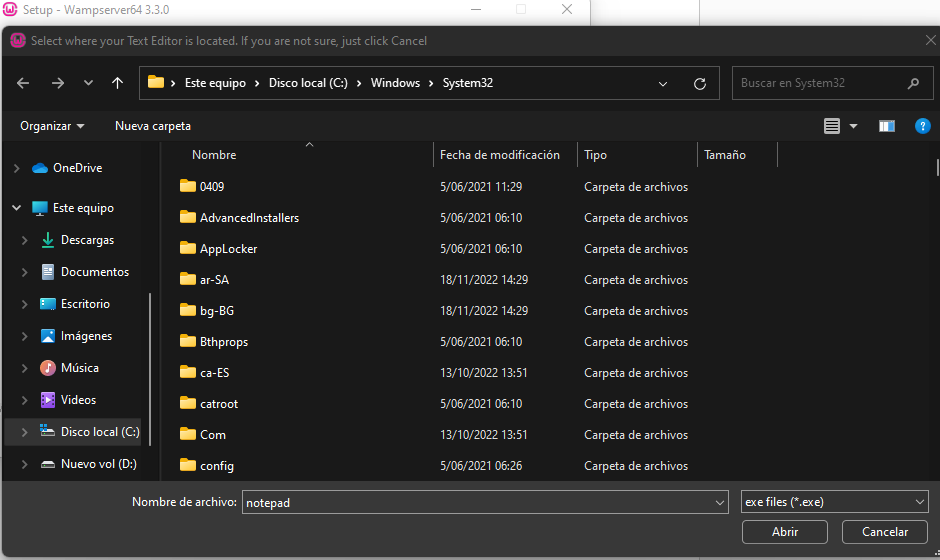 Setup - Wampserver64 3.3.0
Select where your Text Editor is located. If you are not sure, just click Cancel
Este equipo > Disco local (C:) > Windows > System32
Buscar en System32
Organizar
Nueva carpeta
OneDrive
Este equipo
Descargas
Documentos
Escritorio
Imágenes
Música
Videos
Disco local (C:)
Nuevo vol (D:)
Nombre Fecha de modificación Tipo Tamaño
0409 5/06/2021 11:29 Carpeta de archivos
AdvancedInstallers 5/06/2021 06:10 Carpeta de archivos
AppLocker 5/06/2021 06:10 Carpeta de archivos
ar-SA 18/11/2022 14:29 Carpeta de archivos
bg-BG 18/11/2022 14:29 Carpeta de archivos
Bthprops 5/06/2021 06:10 Carpeta de archivos
ca-ES 13/10/2022 13:51 Carpeta de archivos
catroot 5/06/2021 06:10 Carpeta de archivos
Com 13/10/2022 13:51 Carpeta de archivos
config 5/06/2021 06:26 Carpeta de archivos
Nombre de archivo: notepad
exe files (*.exe)
Abrir
Cancelar